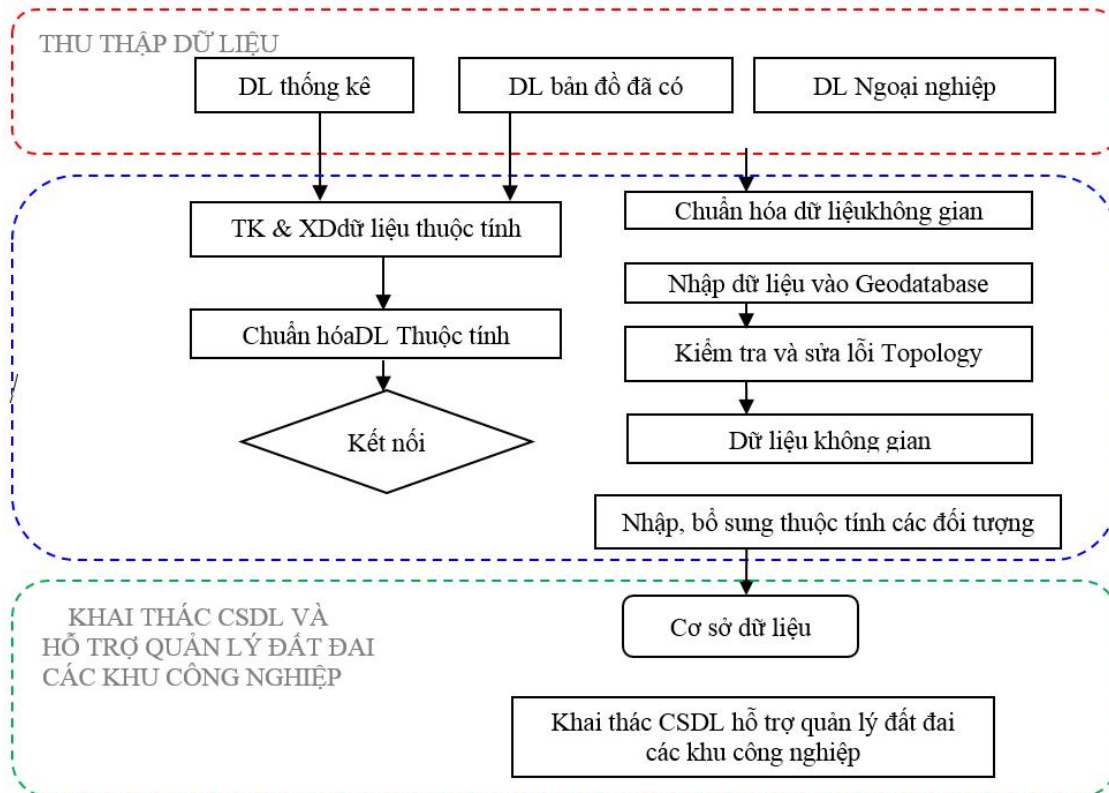 THU THẬP DỮ LIỆU
DL thống kê
DL bản đồ đã có
DL Ngoại nghiệp
TK & XDdữ liệu thuộc tính
Chuẩn hóaDL Thuộc tính
Kết nối
Chuẩn hóa dữ liệukhông gian
Nhập dữ liệu vào Geodatabase
Kiểm tra và sửa lỗi Topology
Dữ liệu không gian
Nhập, bổ sung thuộc tính các đối tượng
KHAI THÁC CSDL VÀ
HỖ TRỢ QUẢN LÝ ĐẤT ĐAI
CÁC KHU CÔNG NGHIỆP
Cơ sở dữ liệu
Khai thác CSDL hỗ trợ quản lý đất đai
các khu công nghiệp